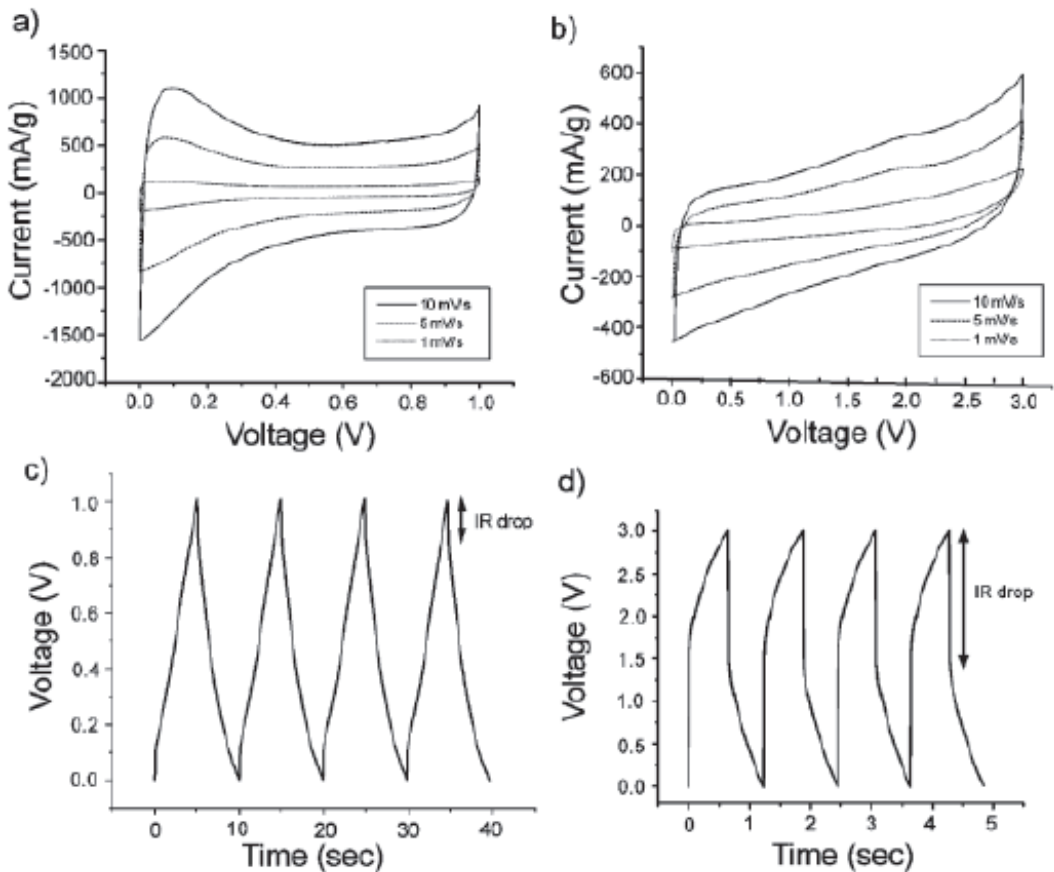 a)
1500
1000
500
0
-500
-1000
-1500
-2000
Current (mA/g)
10 mV/s
5 mV/s
1 mV/s
0.0 0.2 0.4 0.6 0.8 1.0
Voltage (V)
b)
600
400
200
0
-200
-400
-600
Current (mA/g)
10 mV/s
5 mV/s
1 mV/s
0.0 0.5 1.0 1.5 2.0 2.5 3.0
Voltage (V)
c)
1.0
0.8
0.6
0.4
0.2
0.0
Voltage (V)
IR drop
0 10 20 30 40
Time (sec)
d)
3.0
2.5
2.0
1.5
1.0
0.5
0.0
Voltage (V)
IR drop
0 1 2 3 4 5
Time (sec)